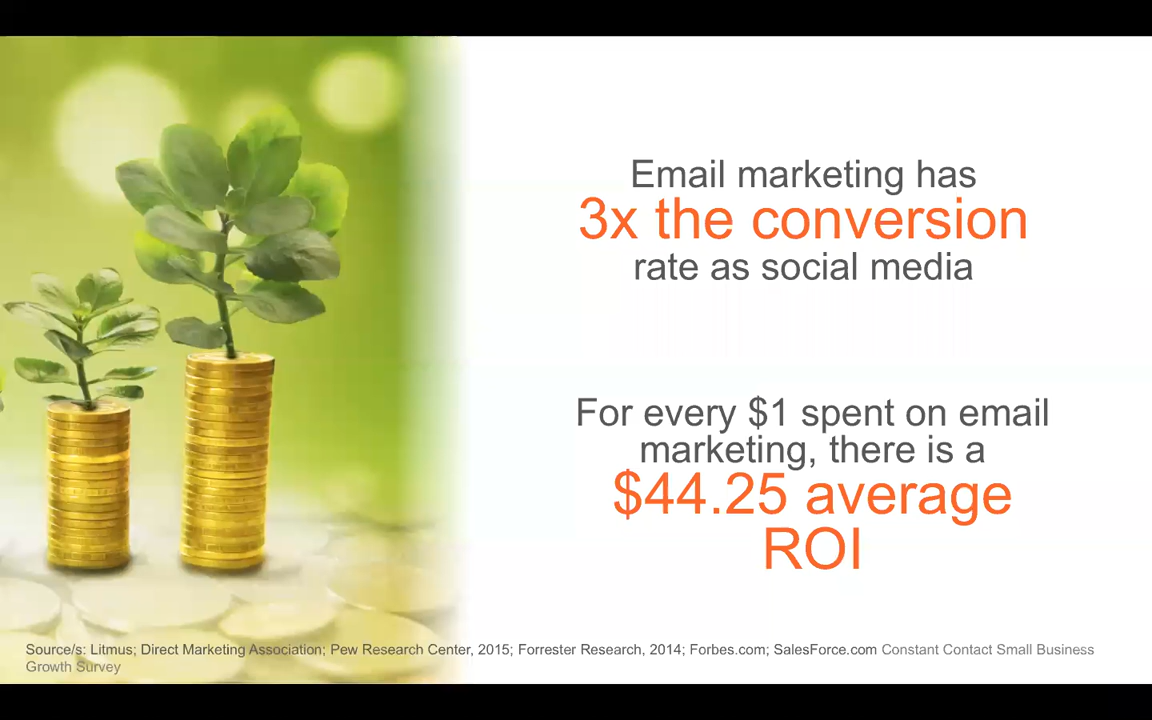 Email marketing has
3x the conversion
rate as social media
For every $1 spent on email
marketing, there is a
$44.25 average
ROI
Source/s: Litmus; Direct Marketing Association; Pew Research Center, 2015; Forrester Research, 2014; Forbes.com; SalesForce.com Constant Contact Small Business
Growth Survey